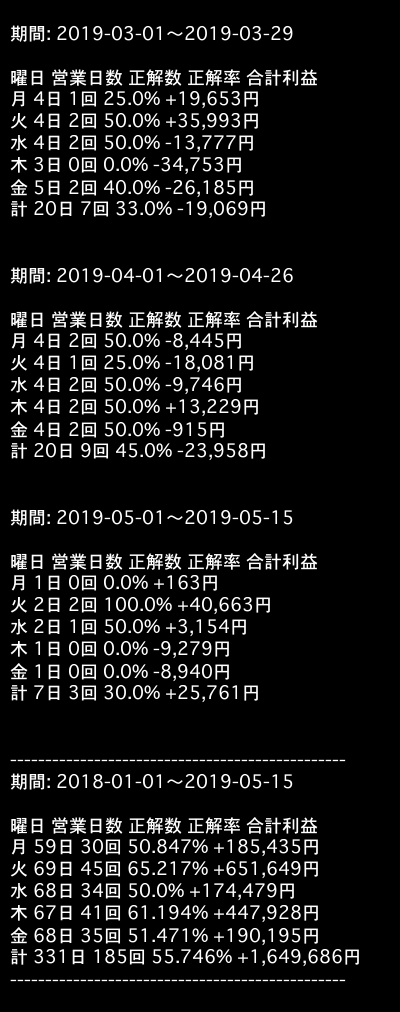 期間: 2019-03-01〜2019-03-29
曜日 営業日数 正解数 正解率 合計利益
月 4日 1回 25.0% +19,653円
火 4日 2回 50.0% +35,993円
水 4日 2回 50.0% -13,777円
木 3日 0回 0.0% -34,753円
金 5日 2回 40.0% -26,185円
計 20日 7回 33.0% -19,069円
期間: 2019-04-01〜2019-04-26
曜日 営業日数 正解数 正解率 合計利益
月 4日 2回 50.0% -8,445円
火 4日 1回 25.0% -18,081円
水 4日 2回 50.0% -9,746円
木 4日 2回 50.0% +13,229円
金 4日 2回 50.0% -915円
計 20日 9回 45.0% -23,958円
期間: 2019-05-01〜2019-05-15
曜日 営業日数 正解数 正解率 合計利益
月 1日 0回 0.0% +163円
火 2日 2回 100.0% +40,663円
水 2日 1回 50.0% +3,154円
木 1日 0回 0.0% -9,279円
金 1日 0回 0.0% -8,940円
計 7日 3回 30.0% +25,761円
------------------------------------------------
期間: 2018-01-01〜2019-05-15
曜日 営業日数 正解数 正解率 合計利益
月 59日 30回 50.847% +185,435円
火 69日 45回 65.217% +651,649円
水 68日 34回 50.0% +174,479円
木 67日 41回 61.194% +447,928円
金 68日 35回 51.471% +190,195円
計 331日 185回 55.746% +1,649,686円
------------------------------------------------